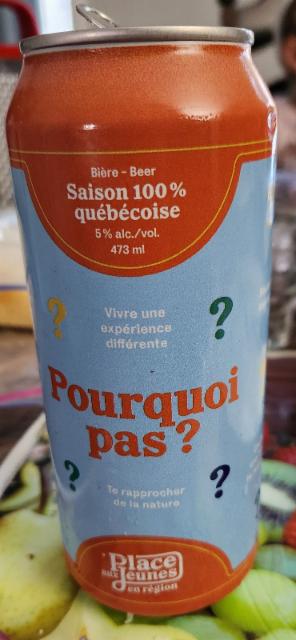 Bière - Beer
Saison 100 %
québécoise
5 % alc./vol.
473 ml
? Vivre une ?
expérience
différente
Pourquoi
pas ?
? Te rapprocher ?
de la nature
Place
aux Jeunes
en région